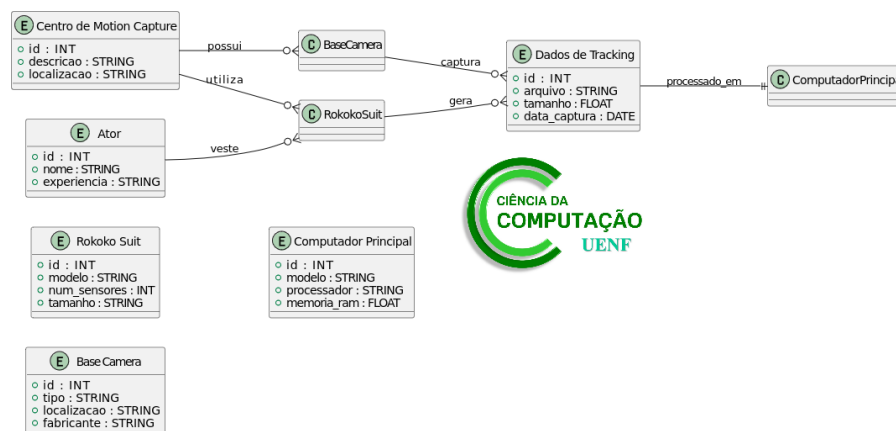 E Centro de Motion Capture
id : INT
descricao : STRING
localizacao : STRING
possui
utiliza
C BaseCamera
C RokokoSuit
captura
gera
E Dados de Tracking
id : INT
arquivo : STRING
tamanho : FLOAT
data_captura : DATE
processado_em
C ComputadorPrincipa
E Ator
id : INT
nome : STRING
experiencia : STRING
veste
CIÊNCIA DA
COMPUTAÇÃO
UENF
E Rokoko Suit
id : INT
modelo : STRING
num_sensores : INT
tamanho : STRING
E Computador Principal
id : INT
modelo : STRING
processador : STRING
memoria_ram : FLOAT
E Base Camera
id : INT
tipo : STRING
localizacao : STRING
fabricante : STRING